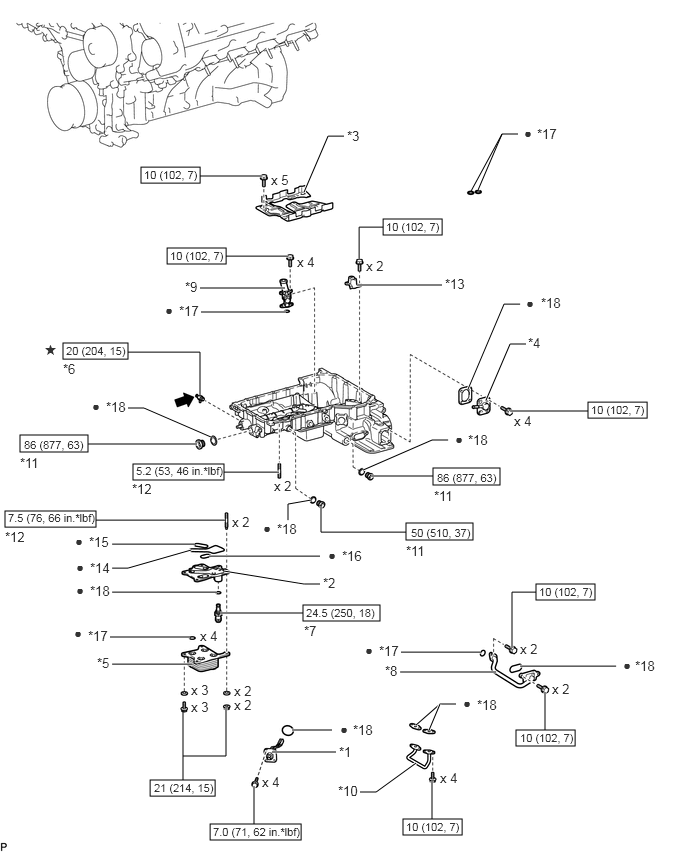 *3
● *17
10 (102, 7)
x 5
10 (102, 7)
10 (102, 7)
x 4
x 2
*9
*13
● *17
● *18
★ 20 (204, 15)
*6
*4
● *18
x 4
10 (102, 7)
86 (877, 63)
*11
● *18
5.2 (53, 46 in.*lbf)
*12
x 2
86 (877, 63)
*11
● *18
50 (510, 37)
*11
7.5 (76, 66 in.*lbf)
*12
x 2
● *15
● *16
● *14
*2
● *18
10 (102, 7)
24.5 (250, 18)
*7
● *17
x 4
*5
● *17
x 2
*8
● *18
x 3
x 2
x 2
x 3
x 2
● *18
● *18
10 (102, 7)
*1
21 (214, 15)
x 4
*10
x 4
7.0 (71, 62 in.*lbf)
10 (102, 7)
P